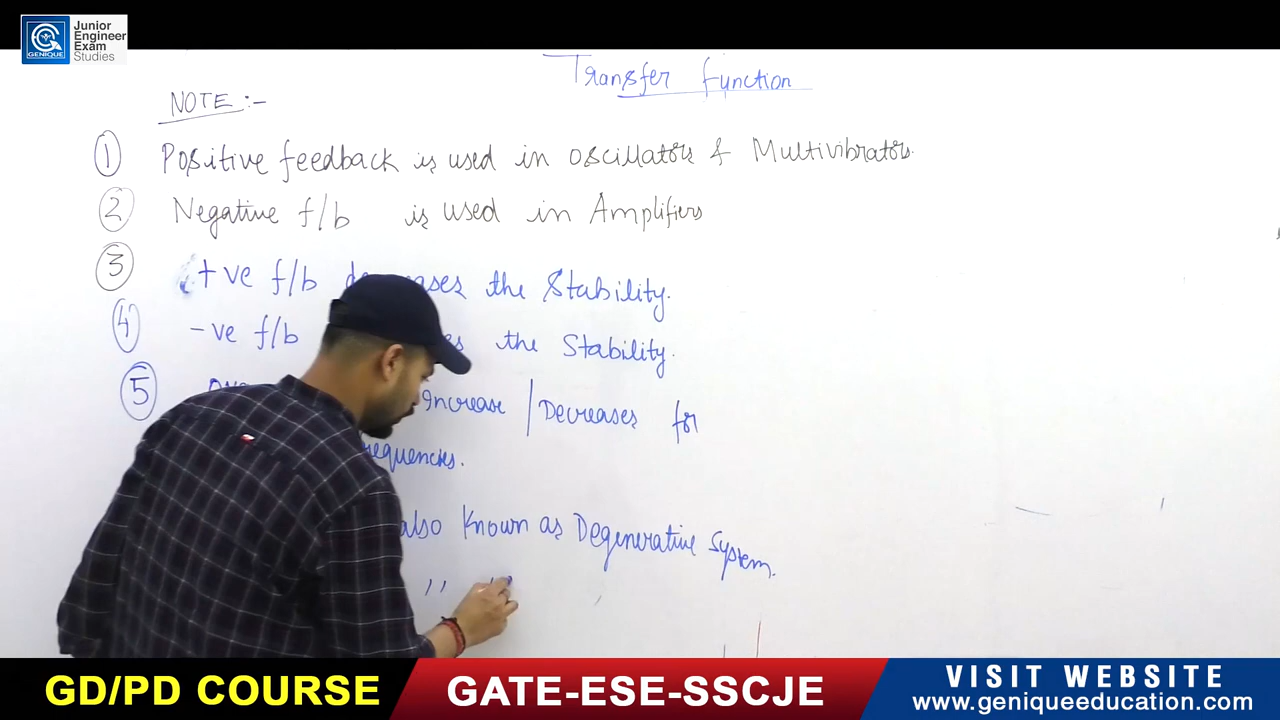 GENIQUE
Junior
Engineer
Exam
Studies
Transfer function
NOTE :-
1 Positive feedback is used in oscillators & Multivibrators.
2 Negative f/b is used in Amplifiers
3 +ve f/b the Stability.
4 -ve f/b the Stability.
5 Increase / Decreases for
also Known as Degenerative System.
" "
GD/PD COURSE
GATE-ESE-SSCJE
VISIT WEBSITE
www.geniqueeducation.com